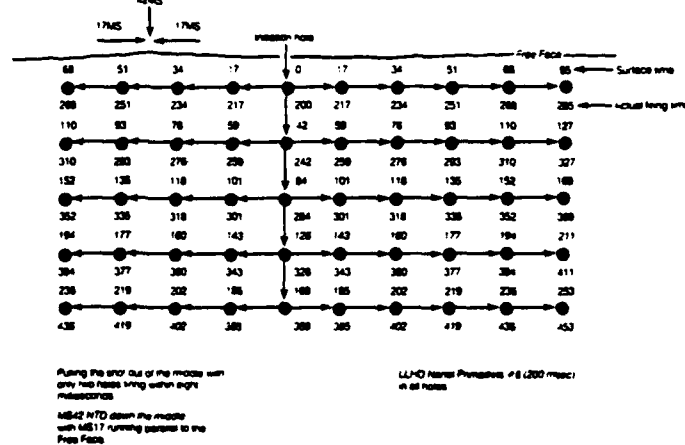 17MS 17MS
Initiation hole
Free Face
68 51 34 17 0 17 34 51 68 85 Surface time
268 251 234 217 200 217 234 251 268 285 Actual firing time
110 93 76 59 42 59 76 93 110 127
310 293 276 259 242 259 276 293 310 327
152 135 118 101 84 101 118 135 152 169
352 335 318 301 284 301 318 335 352 369
194 177 160 143 126 143 160 177 194 211
394 377 360 343 326 343 360 377 394 411
236 219 202 185 168 185 202 219 236 253
436 419 402 385 368 385 402 419 436 453
Pulling the shot out of the middle with
only two holes firing within eight
milliseconds
MS42 NTD down the middle
with MS17 running parallel to the
Free Face
LLHD Nonel Primadets (200 msec)
in all holes